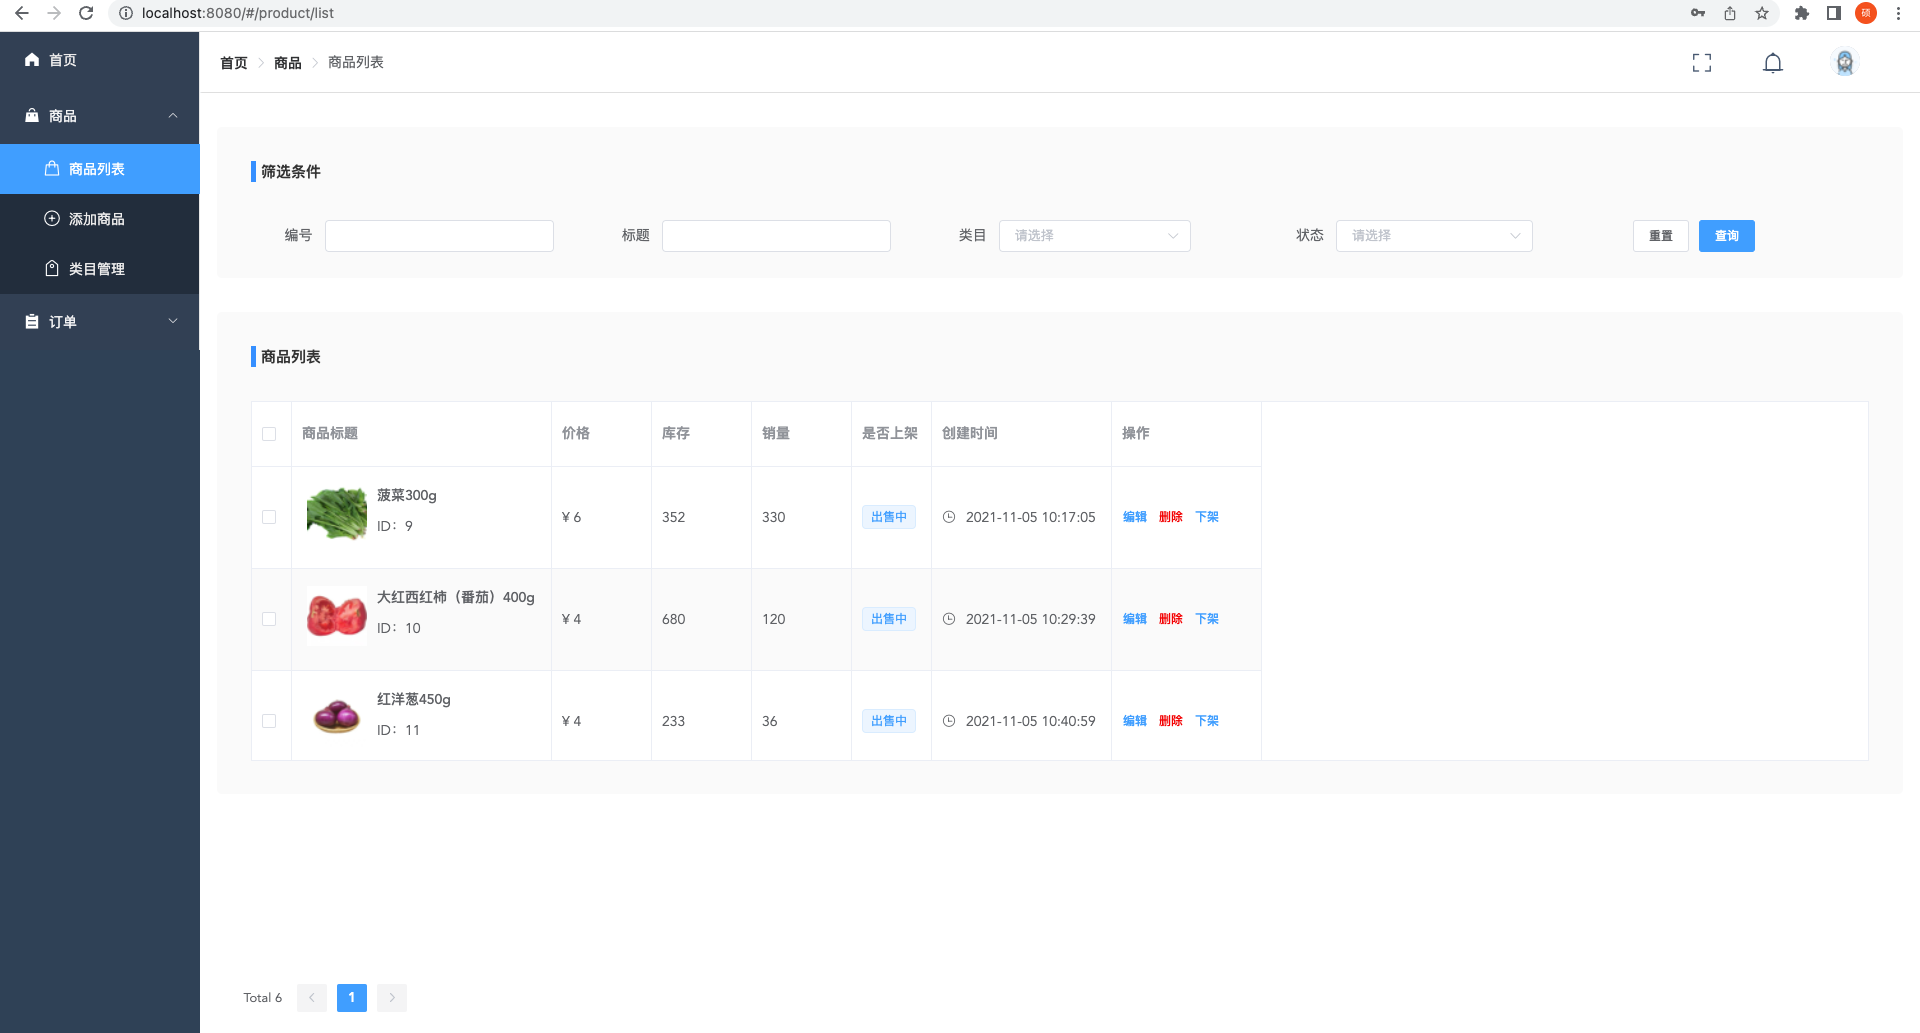 localhost:8080/#/product/list
硕
首页
商品
商品列表
添加商品
类目管理
订单
首页 商品 商品列表
筛选条件
编号 标题 类目 请选择 状态 请选择 重置 查询
商品列表
商品标题 价格 库存 销量 是否上架 创建时间 操作
菠菜300g
ID：9
¥ 6 352 330 出售中 2021-11-05 10:17:05 编辑 删除 下架
大红西红柿（番茄）400g
ID：10
¥ 4 680 120 出售中 2021-11-05 10:29:39 编辑 删除 下架
红洋葱450g
ID：11
¥ 4 233 36 出售中 2021-11-05 10:40:59 编辑 删除 下架
Total 6 1